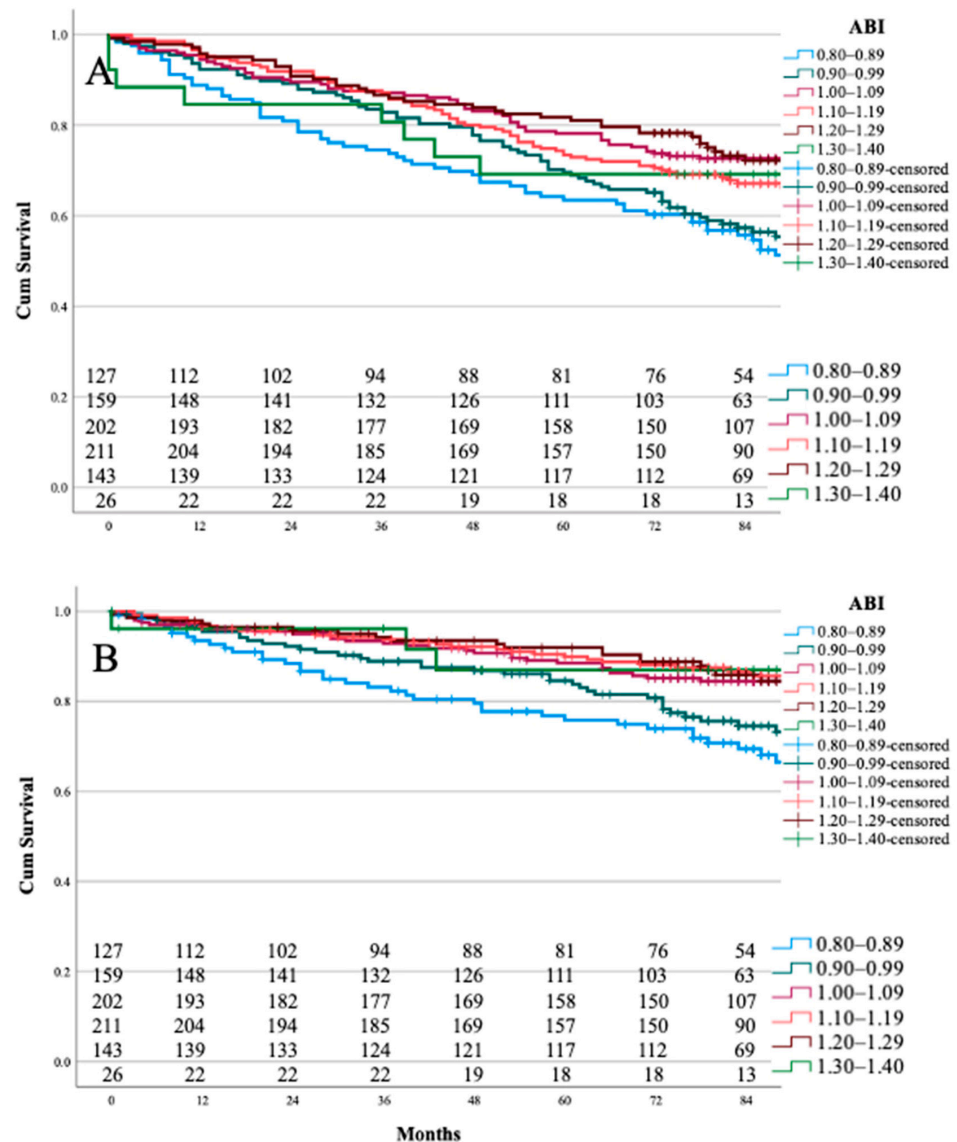 ABI
1.0
0.80–0.89
0.90–0.99
1.00–1.09
A
1.10–1.19
1.20–1.29
0.8
1.30–1.40
0.80–0.89-censored
0.90–0.99-censored
1.00–1.09-censored
0.6
1.10–1.19-censored
1.20–1.29-censored
1.30–1.40-censored
Cum Survival
0.4
127 112 102 94 88 81 76 54 0.80–0.89
0.2 159 148 141 132 126 111 103 63 0.90–0.99
202 193 182 177 169 158 150 107 1.00–1.09
211 204 194 185 169 157 150 90 1.10–1.19
143 139 133 124 121 117 112 69 1.20–1.29
0.0
26 22 22 22 19 18 18 13 1.30–1.40
0 12 24 36 48 60 72 84
ABI
1.0
0.80–0.89
0.90–0.99
B
1.00–1.09
1.10–1.19
0.8
1.20–1.29
1.30–1.40
0.80–0.89-censored
0.90–0.99-censored
0.6
1.00–1.09-censored
1.10–1.19-censored
1.20–1.29-censored
1.30–1.40-censored
Cum Survival
0.4
127 112 102 94 88 81 76 54 0.80–0.89
0.2 159 148 141 132 126 111 103 63 0.90–0.99
202 193 182 177 169 158 150 107 1.00–1.09
211 204 194 185 169 157 150 90 1.10–1.19
143 139 133 124 121 117 112 69 1.20–1.29
0.0
26 22 22 22 19 18 18 13 1.30–1.40
0 12 24 36 48 60 72 84
Months